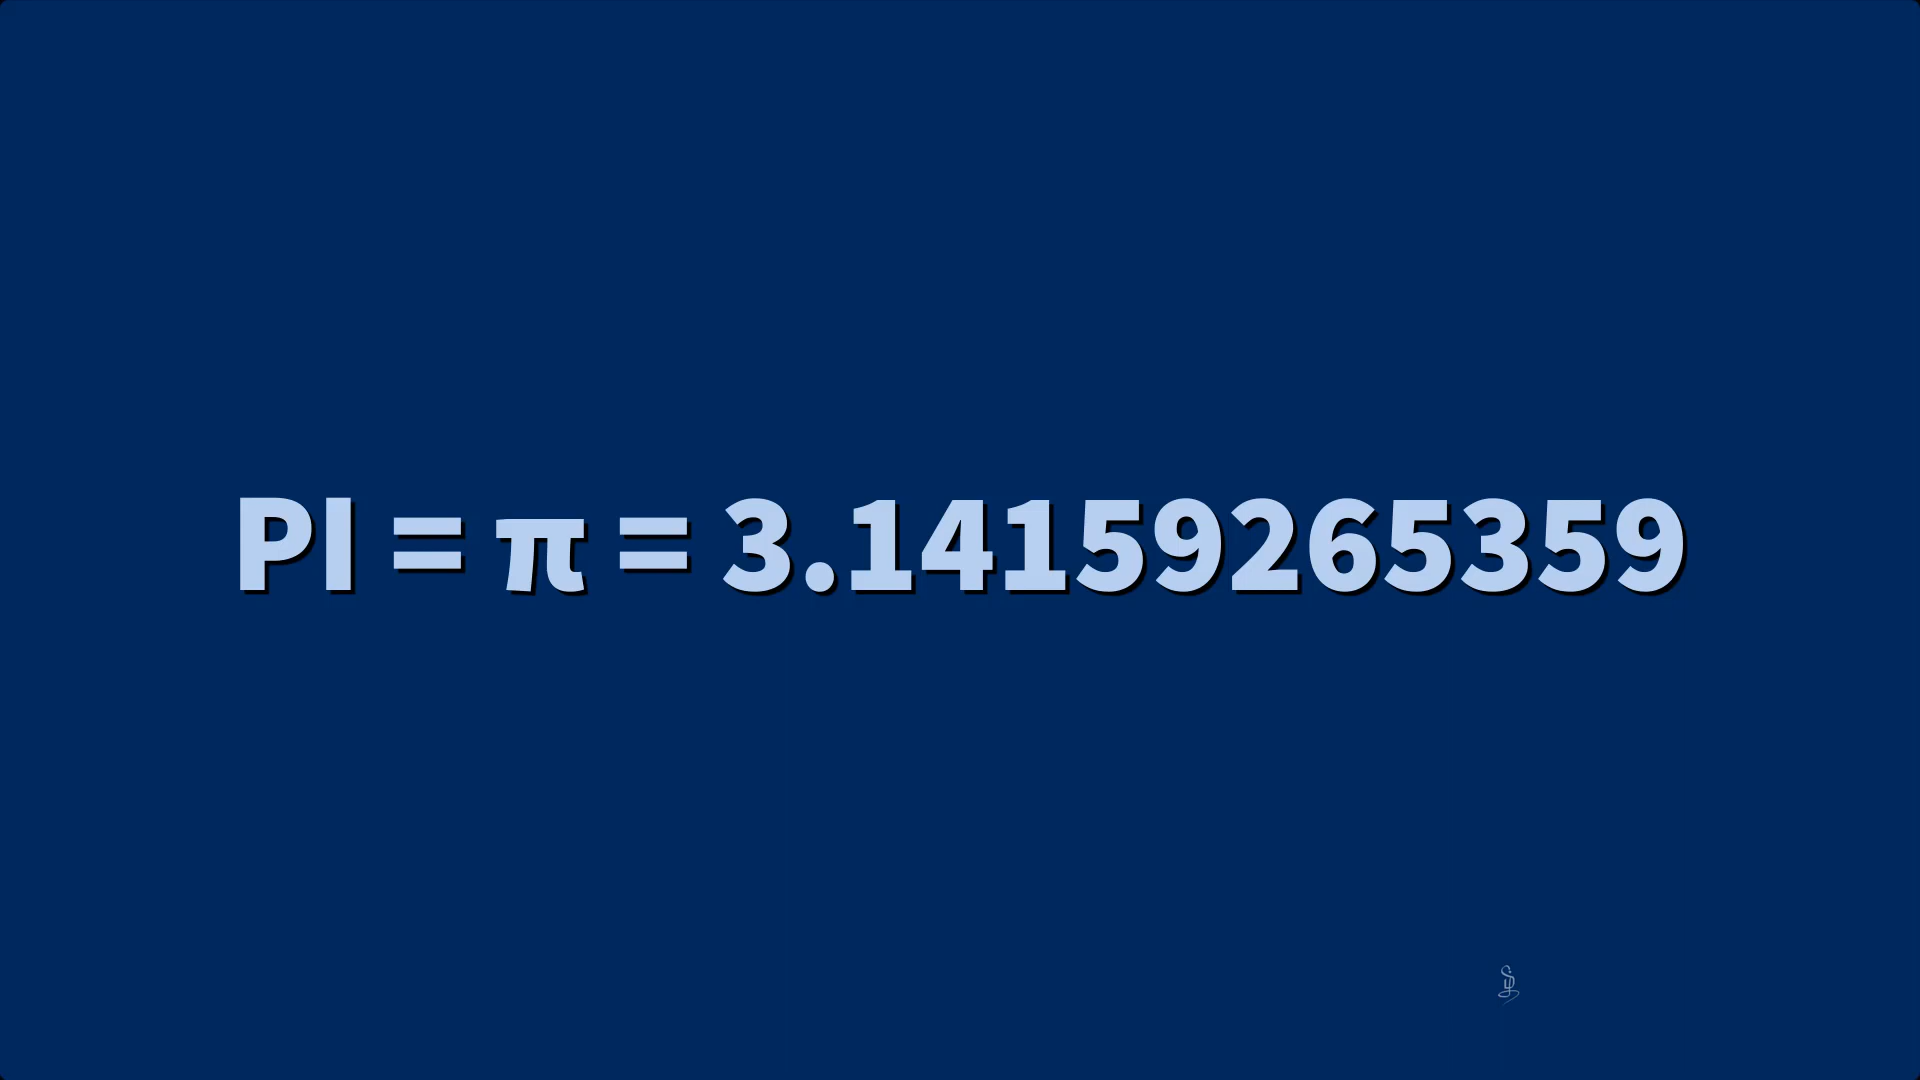 PI = π = 3.14159265359